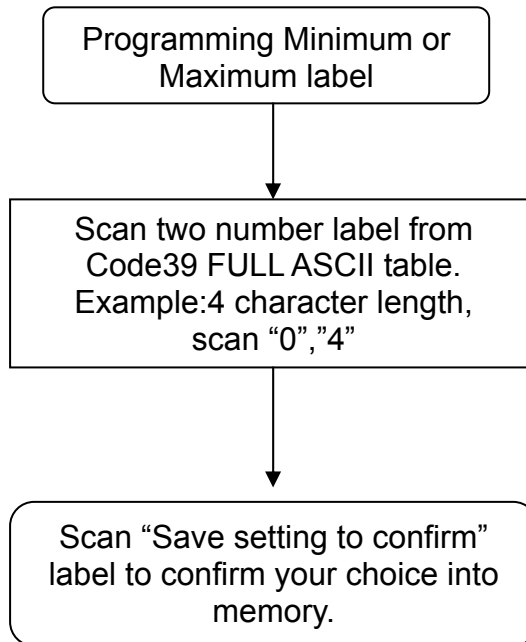 Programming Minimum or
Maximum label
Scan two number label from
Code39 FULL ASCII table.
Example:4 character length,
scan “0”,”4”
Scan “Save setting to confirm”
label to confirm your choice into
memory.